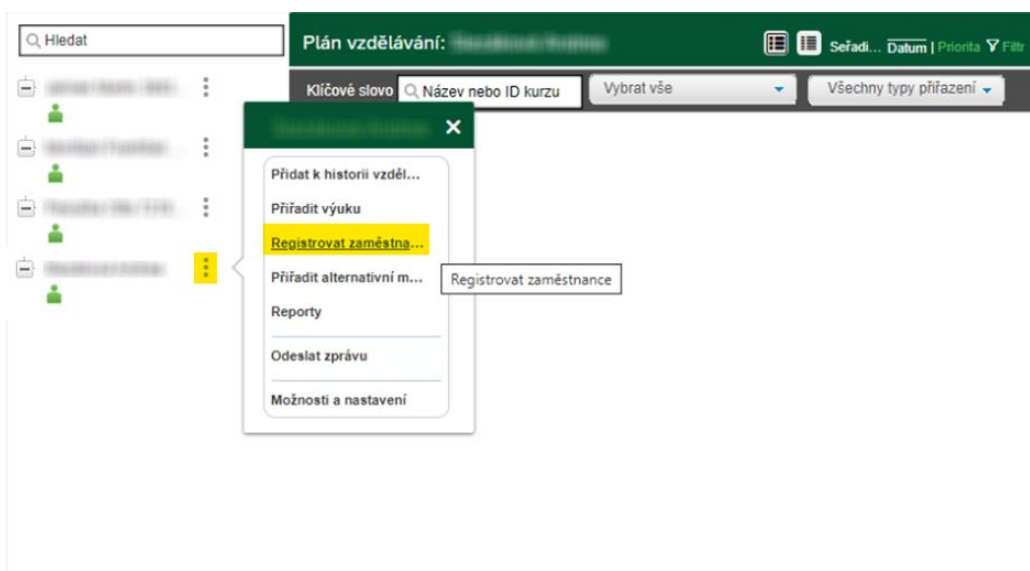 Hledat
Plán vzdělávání:
Seřadi... Datum | Priorita Filtr
Klíčové slovo Název nebo ID kurzu Vybrat vše Všechny typy přiřazení
Přidat k historii vzděl...
Přiřadit výuku
Registrovat zaměstna...
Přiřadit alternativní m...
Registrovat zaměstnance
Reporty
Odeslat zprávu
Možnosti a nastavení